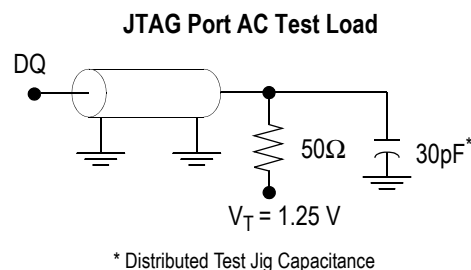 JTAG Port AC Test Load
DQ
50Ω
30pF*
V_T = 1.25 V
* Distributed Test Jig Capacitance